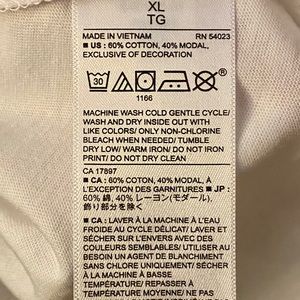 XL
TG
MADE IN VIETNAM RN 54023
■ US : 60% COTTON, 40% MODAL,
EXCLUSIVE OF DECORATION
30
1166
MACHINE WASH COLD GENTLE CYCLE/
WASH AND DRY INSIDE OUT WITH
LIKE COLORS/ ONLY NON-CHLORINE
BLEACH WHEN NEEDED/ TUMBLE
DRY LOW/ WARM IRON/ DO NOT IRON
PRINT/ DO NOT DRY CLEAN
CA 17897
■ CA : 60% COTON, 40% MODAL, À
L'EXCEPTION DES GARNITURES ■ JP :
60% 綿, 40% レーヨン(モダール),
飾り部分を除く
■ CA : LAVER À LA MACHINE À L'EAU
FROIDE AU CYCLE DÉLICAT/ LAVER ET
SÉCHER SUR L'ENVERS AVEC DES
COULEURS SEMBLABLES/ UTILISER AU
BESOIN UN AGENT DE BLANCHIMENT
SANS CHLORE/ SÉCHER À LA
MACHINE À BASSE
TEMPÉRATURE/ REPASSER À
TEMPÉRATURE MOYENNE/ NE PAS